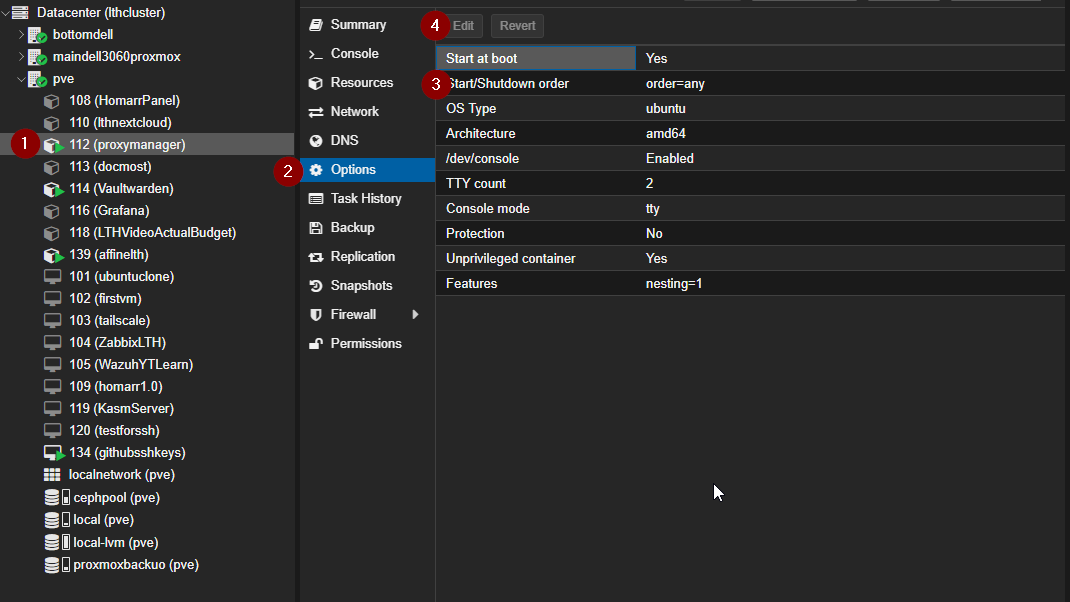 Datacenter (lthcluster)
bottomdell
maindell3060proxmox
pve
108 (HomarrPanel)
110 (lthnextcloud)
1 112 (proxymanager)
113 (docmost)
114 (Vaultwarden)
116 (Grafana)
118 (LTHVideoActualBudget)
139 (affinelth)
101 (ubuntuclone)
102 (firstvm)
103 (tailscale)
104 (ZabbixLTH)
105 (WazuhYTLearn)
109 (homarr1.0)
119 (KasmServer)
120 (testforssh)
134 (githubsshkeys)
localnetwork (pve)
cephpool (pve)
local (pve)
local-lvm (pve)
proxmoxbackuo (pve)
Summary
Console
Resources
Network
DNS
2 Options
Task History
Backup
Replication
Snapshots
Firewall
Permissions
4 Edit Revert
Start at boot Yes
3 Start/Shutdown order order=any
OS Type ubuntu
Architecture amd64
/dev/console Enabled
TTY count 2
Console mode tty
Protection No
Unprivileged container Yes
Features nesting=1